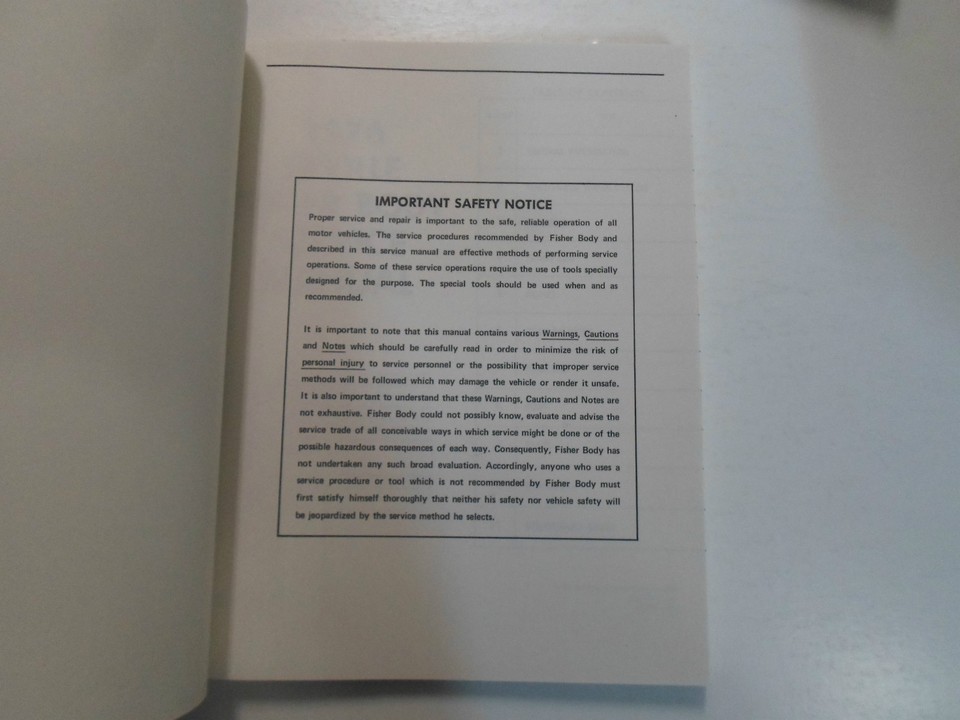 IMPORTANT SAFETY NOTICE
Proper service and repair is important to the safe, reliable operation of all
motor vehicles. The service procedures recommended by Fisher Body and
described in this service manual are effective methods of performing service
operations. Some of these service operations require the use of tools specially
designed for the purpose. The special tools should be used when and as
recommended.
It is important to note that this manual contains various Warnings, Cautions
and Notes which should be carefully read in order to minimize the risk of
personal injury to service personnel or the possibility that improper service
methods will be followed which may damage the vehicle or render it unsafe.
It is also important to understand that these Warnings, Cautions and Notes are
not exhaustive. Fisher Body could not possibly know, evaluate and advise the
service trade of all conceivable ways in which service might be done or of the
possible hazardous consequences of each way. Consequently, Fisher Body has
not undertaken any such broad evaluation. Accordingly, anyone who uses a
service procedure or tool which is not recommended by Fisher Body must
first satisfy himself thoroughly that neither his safety nor vehicle safety will
be jeopardized by the service method he selects.